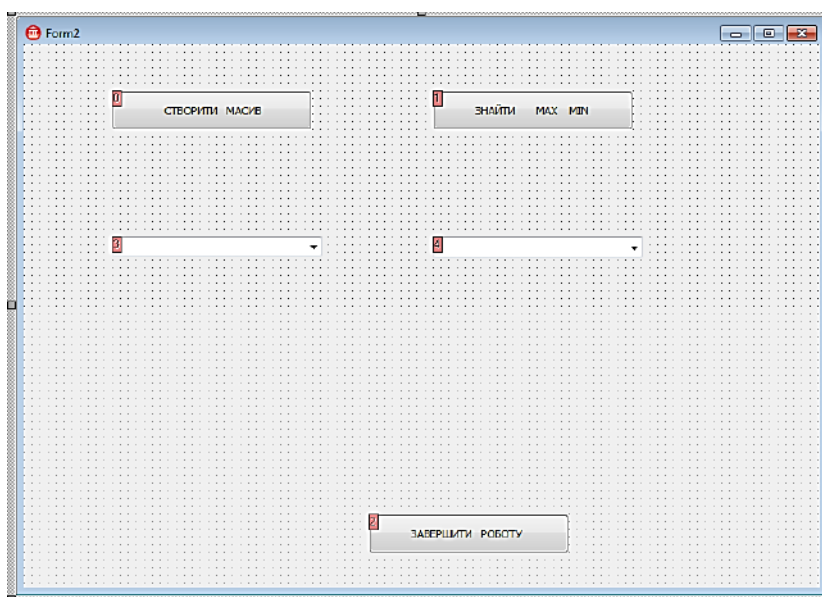 Form2
0 СТВОРИТИ МАСИВ
1 ЗНАЙТИ MAX MIN
3
4
2 ЗАВЕРШИТИ РОБОТУ